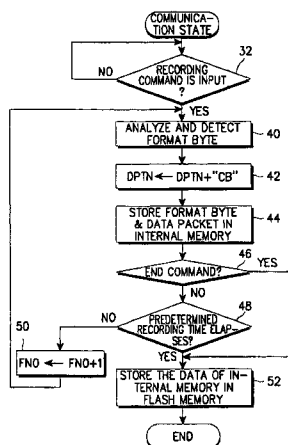 COMMUNICA-
TION STATE
32
RECORDING
COMMAND IS INPUT
?
NO
YES
ANALYZE AND DETECT
FORMAT BYTE
40
DPTN ← DPTN+"CB"
42
STORE FORMAT BYTE
& DATA PACKET IN
INTERNAL MEMORY
44
46
END COMMAND?
YES
NO
48
PREDETERMINED
RECORDING TIME ELAP-
SES?
NO
YES
50
FNO ← FNO+1
STORE THE DATA OF IN-
TERNAL MEMORY IN
FLASH MEMORY
52
END